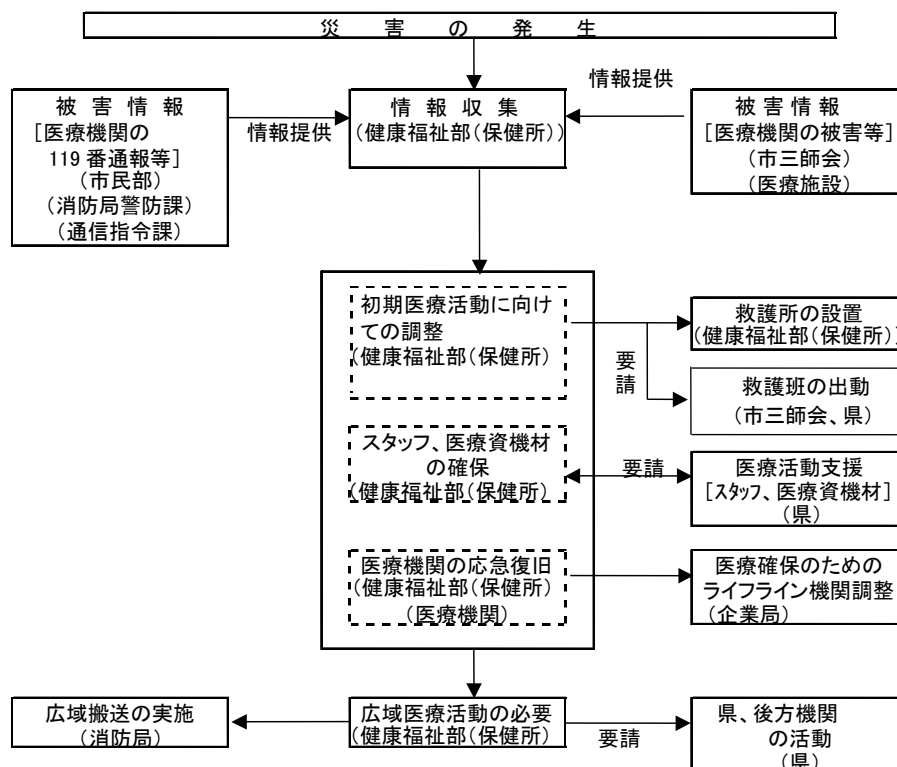 災害の発生
情報提供
被害情報
[医療機関の
119番通報等]
(市民部)
(消防局警防課)
(通信指令課)
情報提供
情報収集
(健康福祉部(保健所))
被害情報
[医療機関の被害等]
(市三師会)
(医療施設)
初期医療活動に向け
ての調整
(健康福祉部(保健所)
要請
救護所の設置
(健康福祉部(保健所))
救護班の出動
(市三師会、県)
スタッフ、医療資機材
の確保
(健康福祉部(保健所)
要請
医療活動支援
[スタッフ、医療資機材]
(県)
医療機関の応急復旧
(健康福祉部(保健所)
(医療機関)
医療確保のための
ライフライン機関調整
(企業局)
広域搬送の実施
(消防局)
広域医療活動の必要
(健康福祉部(保健所)
要請
県、後方機関
の活動
(県)